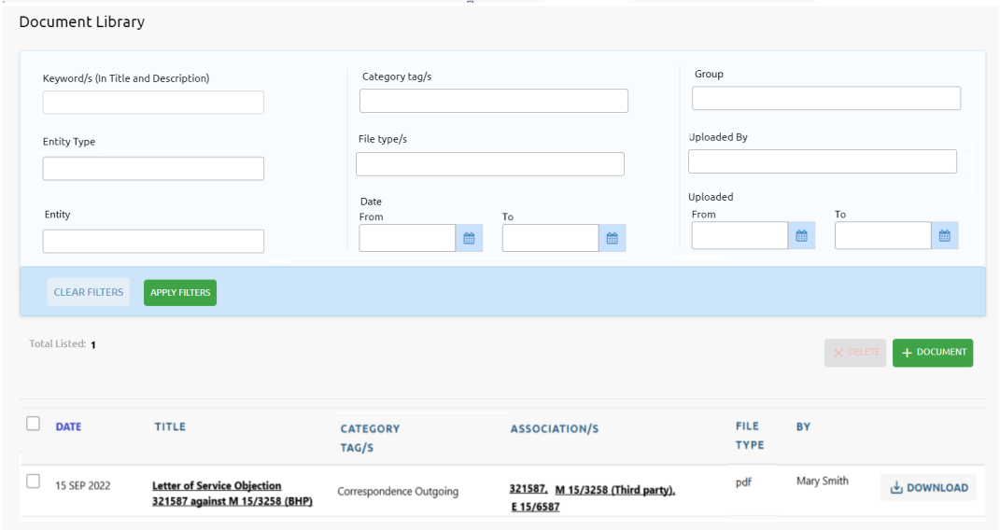 Document Library
Keyword/s (In Title and Description)
Category tag/s
Group
Entity Type
File type/s
Uploaded By
Entity
Date
From
To
Uploaded
From
To
CLEAR FILTERS
APPLY FILTERS
Total Listed: 1
DELETE
+ DOCUMENT
DATE
TITLE
CATEGORY
TAG/S
ASSOCIATION/S
FILE
TYPE
BY
15 SEP 2022
Letter of Service Objection
321587 against M 15/3258 (BHP)
Correspondence Outgoing
321587, M 15/3258 (Third party),
E 15/6587
pdf
Mary Smith
DOWNLOAD